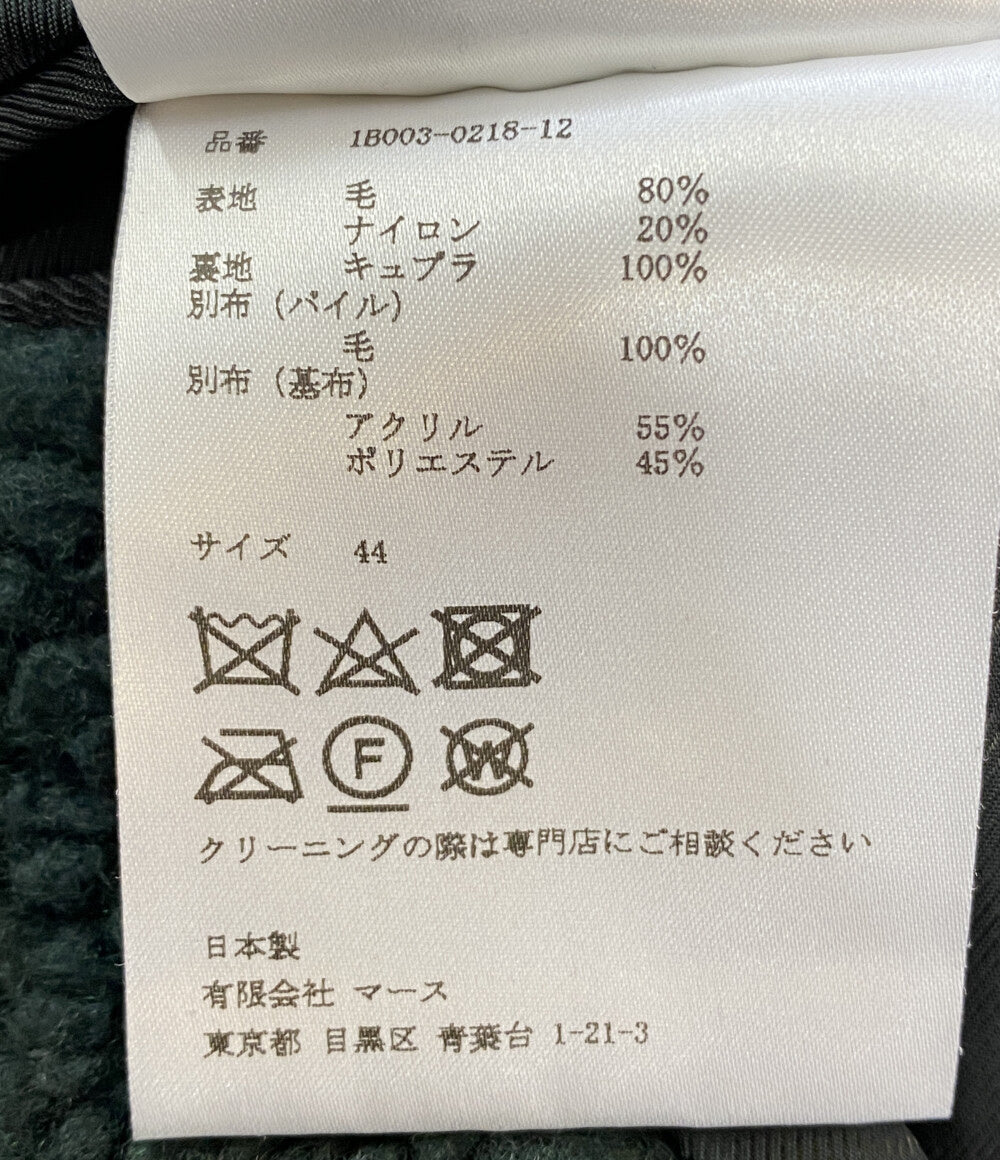 品番 1B003-0218-12
表地 毛 80%
ナイロン 20%
裏地 キュプラ 100%
別布 (パイル)
毛 100%
別布 (基布)
アクリル 55%
ポリエステル 45%
サイズ 44
F W
クリーニングの際は専門店にご相談ください
日本製
有限会社 マース
東京都 目黒区 青葉台 1-21-3